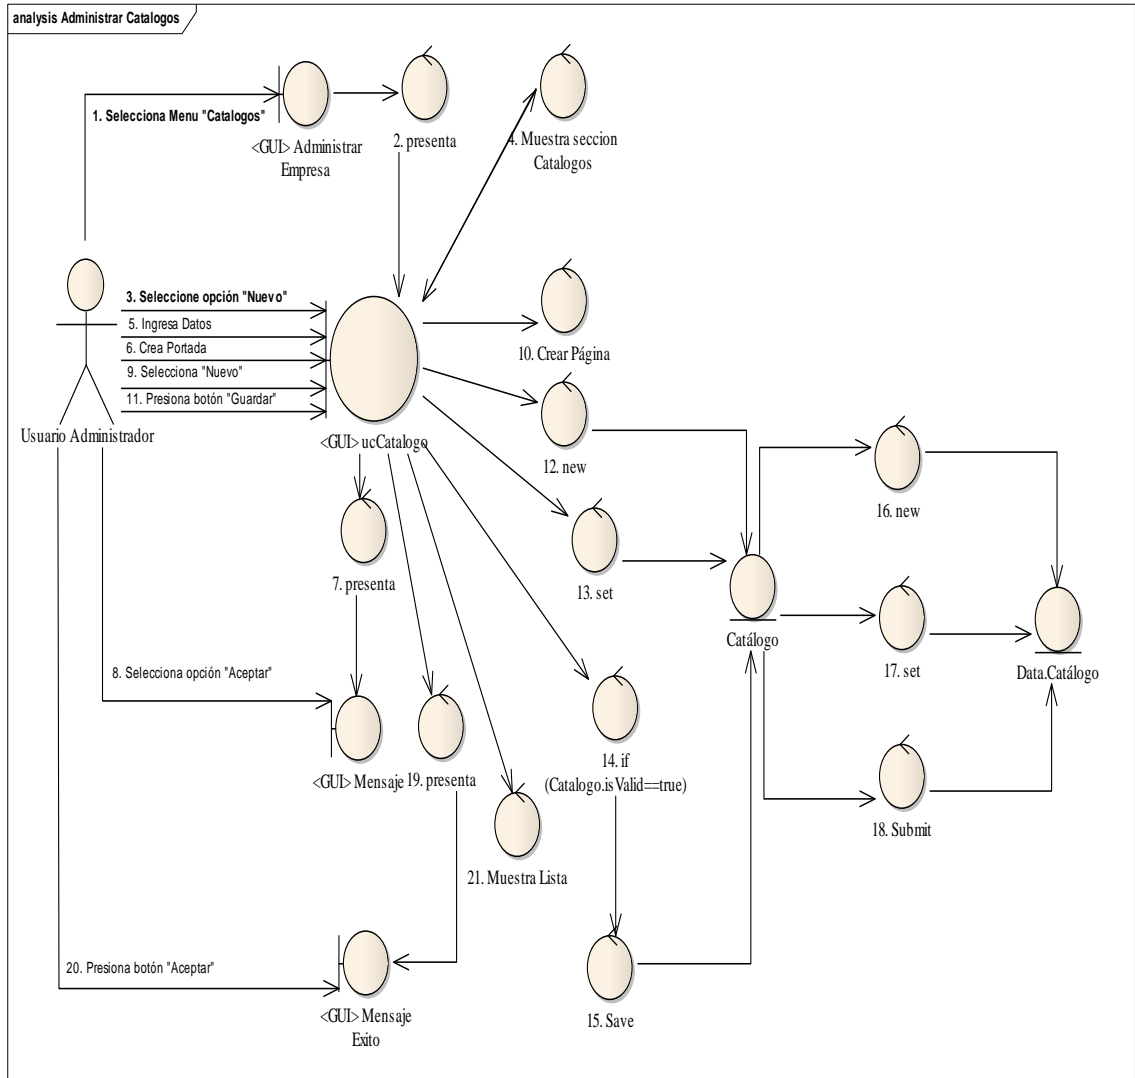 analysis Administrar Catalogos
1. Selecciona Menu "Catalogos"
<GUI> Administrar
Empresa
2. presenta
4. Muestra seccion
Catalogos
3. Seleccione opción "Nuevo"
5. Ingresa Datos
6. Crea Portada
9. Selecciona "Nuevo"
11. Presiona botón "Guardar"
Usuario Administrador
<GUI> ucCatalogo
10. Crear Página
12. new
13. set
16. new
7. presenta
Catálogo
17. set
Data.Catálogo
8. Selecciona opción "Aceptar"
<GUI> Mensaje
19. presenta
14. if
(Catalogo.isValid==true)
18. Submit
21. Muestra Lista
20. Presiona botón "Aceptar"
<GUI> Mensaje
Exito
15. Save